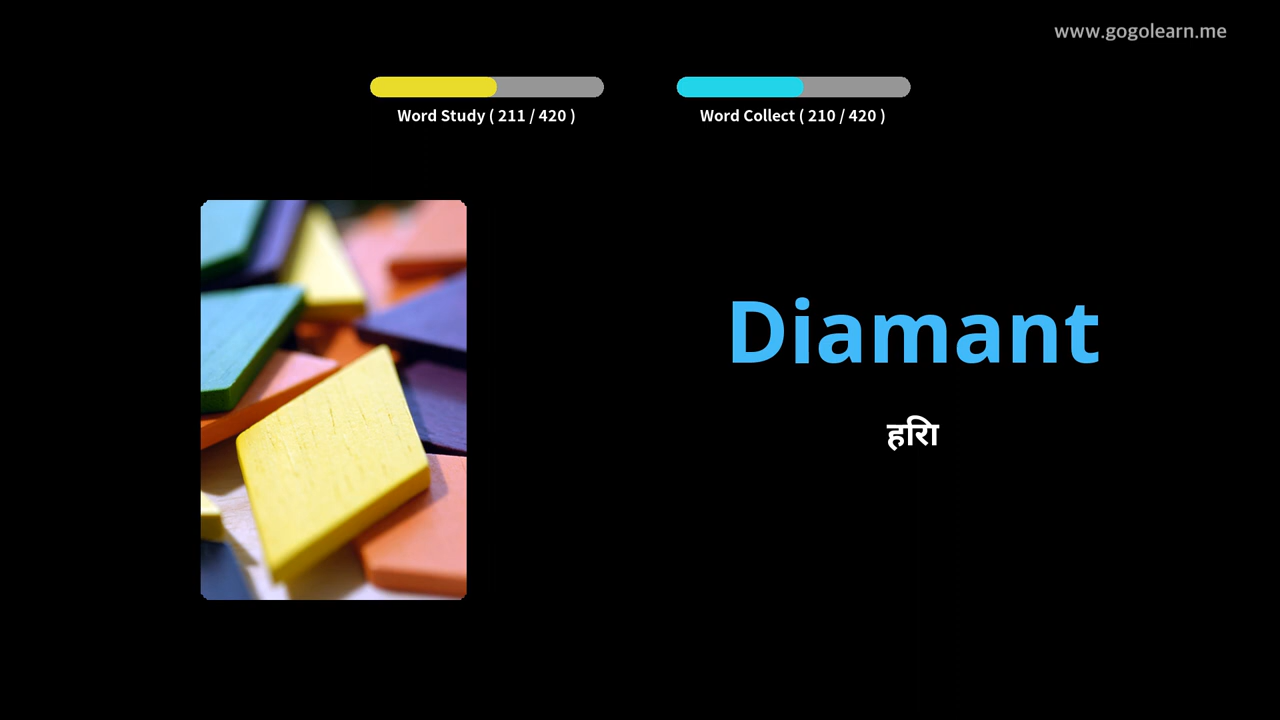 www.gogolearn.me
Word Study ( 211 / 420 )
Word Collect ( 210 / 420 )
Diamant
हरिा